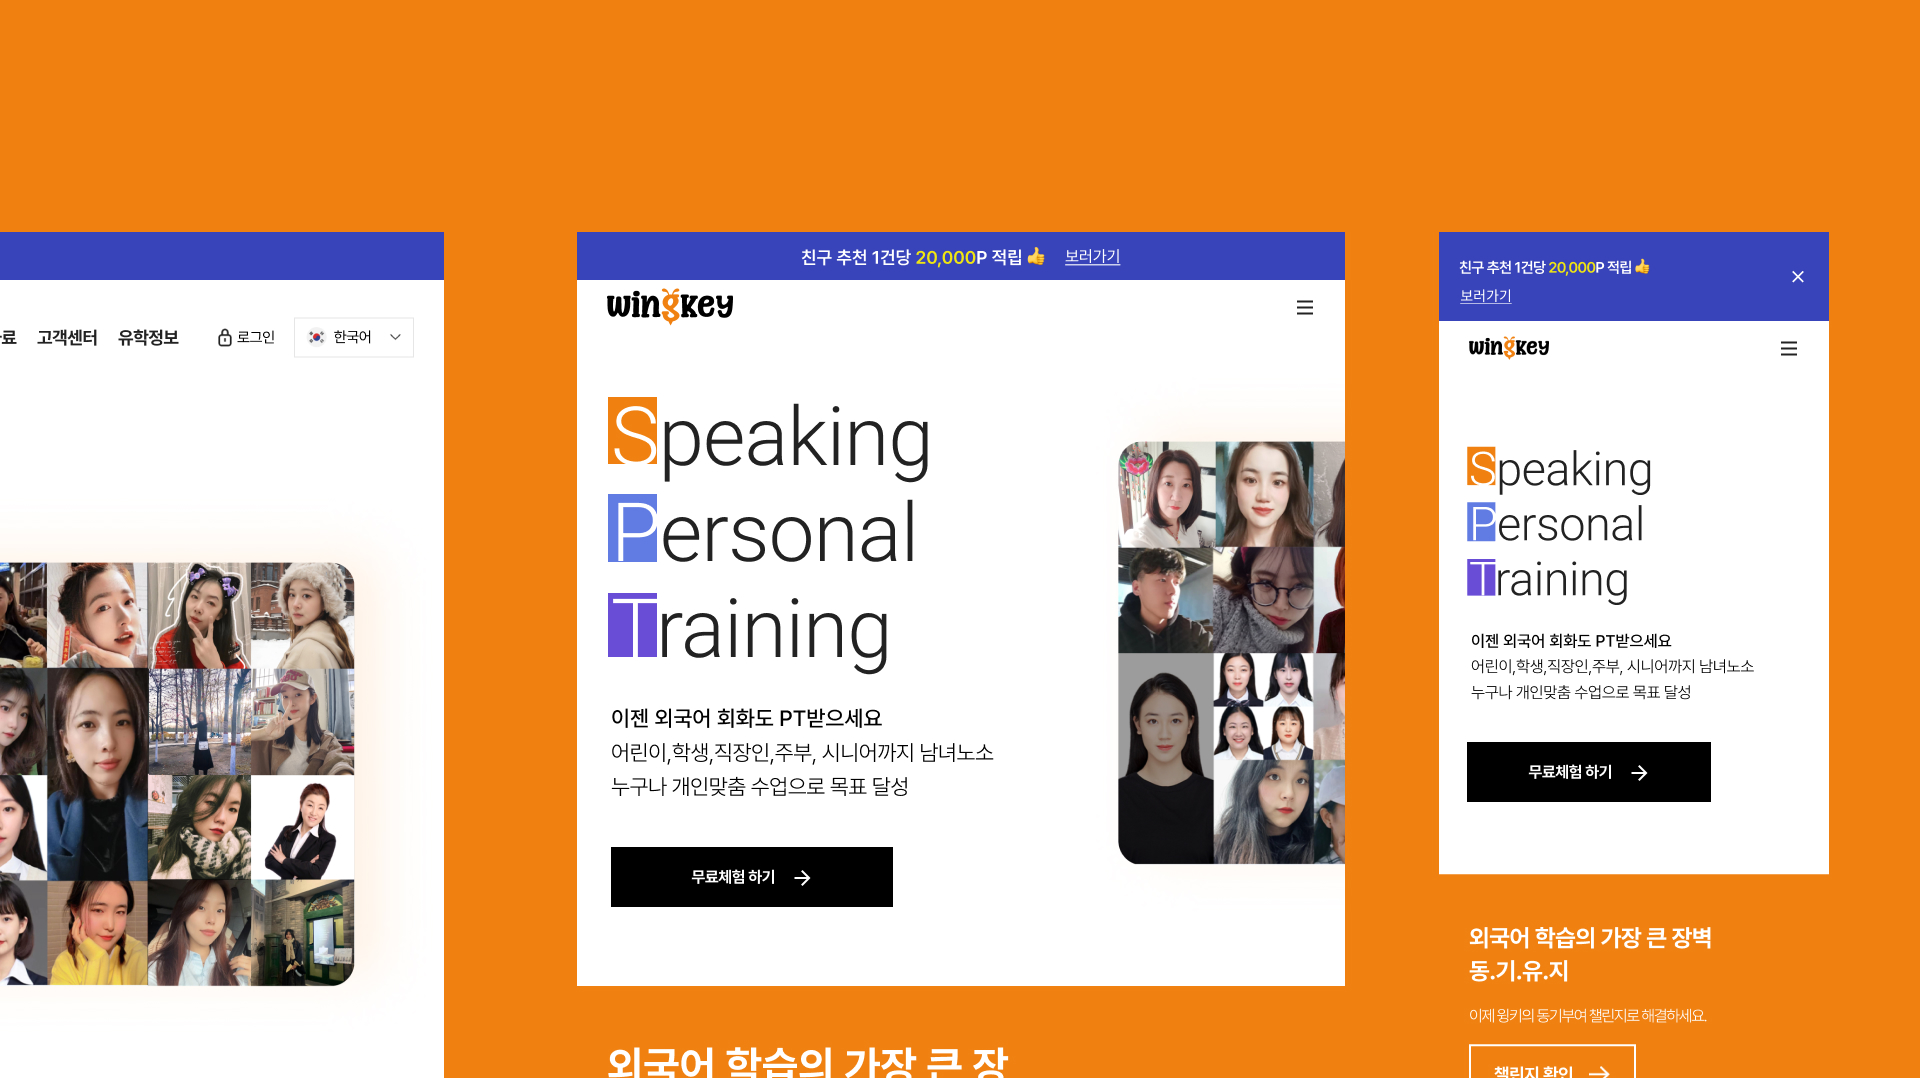 료 고객센터 유학정보 로그인 한국어
친구 추천 1건당 20,000P 적립 👍 보러가기
wingkey
Speaking
Personal
Training
이젠 외국어 회화도 PT받으세요
어린이,학생,직장인,주부, 시니어까지 남녀노소
누구나 개인맞춤 수업으로 목표 달성
무료체험 하기 →
외국어 학습의 가장 큰 장
친구 추천 1건당 20,000P 적립 👍
보러가기
wingkey
Speaking
Personal
Training
이젠 외국어 회화도 PT받으세요
어린이,학생,직장인,주부, 시니어까지 남녀노소
누구나 개인맞춤 수업으로 목표 달성
무료체험 하기 →
외국어 학습의 가장 큰 장벽
동.기.유.지
이제 윙키의 동기부여 챌린지로 해결하세요.
챌린지 확인 →